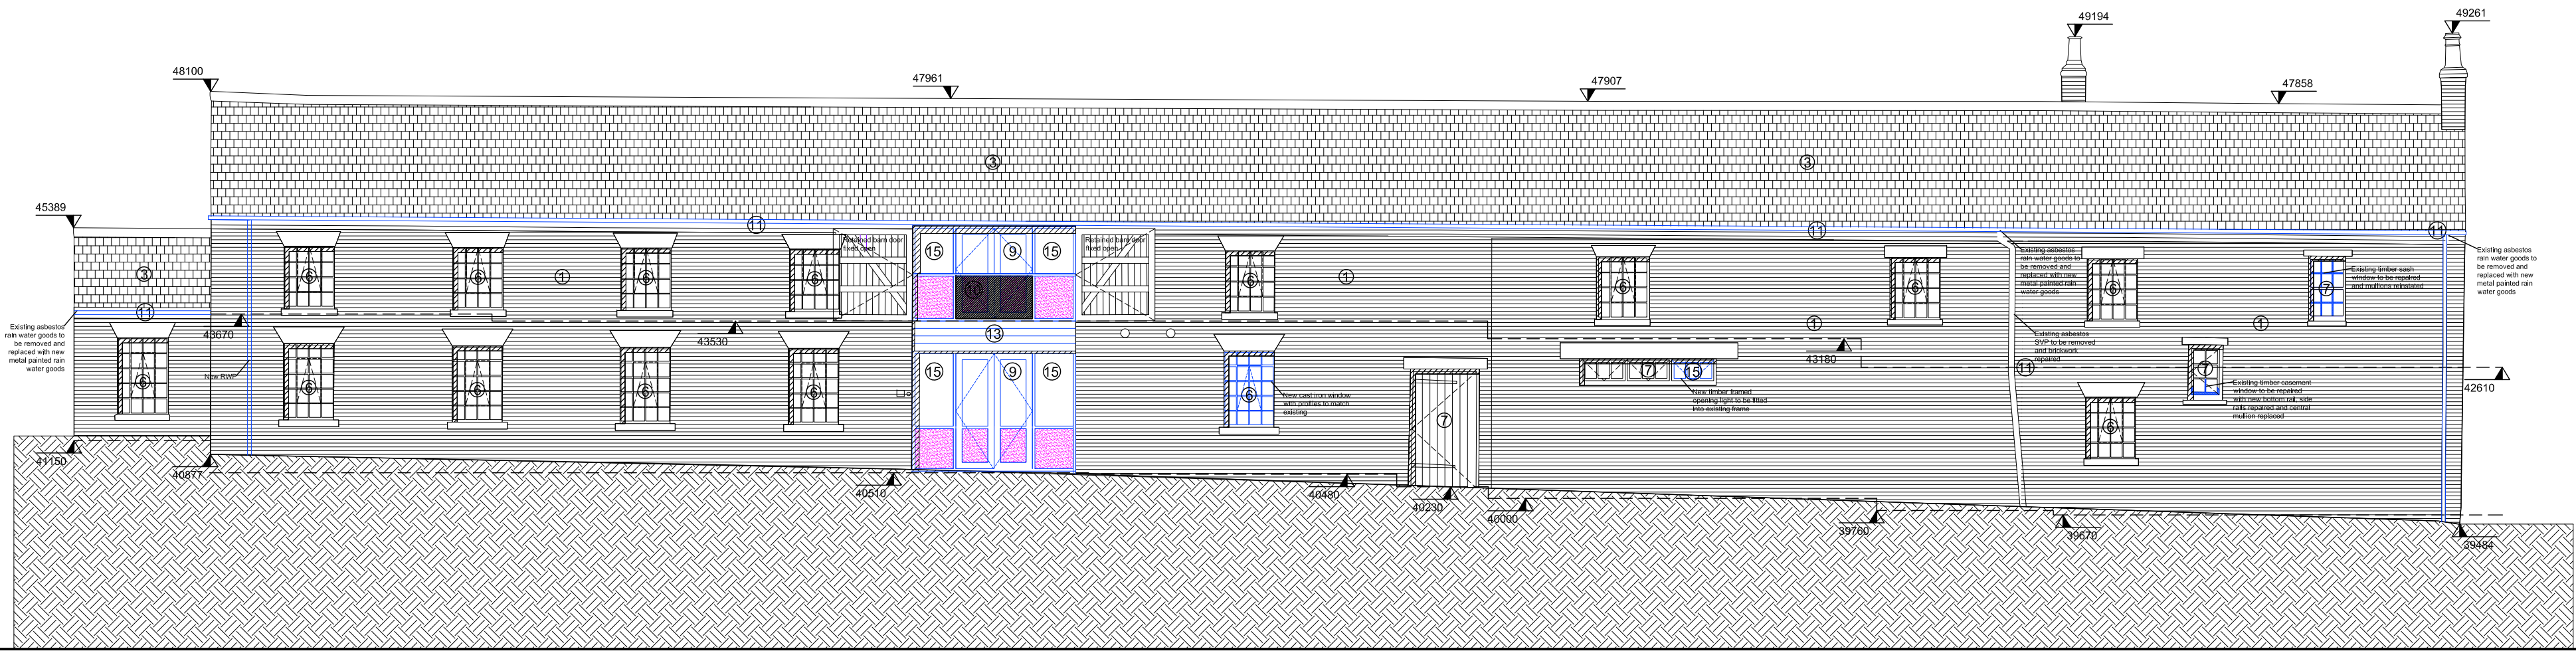 49194
49261
48100
47961
47907
47858
3
3
45389
11
11
11
Retained barn door
fixed open
15
9
15
Retained barn door
fixed open
3
6
6
6
6
1
10
6
1
6
6
6
7
Existing asbestos
rain water goods to
be removed and
replaced with new
metal painted rain
water goods
Existing timber sash
window to be repaired
and mullions reinstated
Existing asbestos
rain water goods to
be removed and
replaced with new
metal painted rain
water goods
11
43670
43530
13
1
1
Existing asbestos
rain water goods to
be removed and
replaced with new
metal painted rain
water goods
Existing asbestos
SVP to be removed
and brickwork
repaired
43180
New RWP
6
6
6
6
6
15
9
15
6
New cast iron window
with profiles to match
existing
7
7
15
New timber framed
opening light to be fitted
into existing frame
11
7
Existing timber casement
window to be repaired
with new bottom rail, side
rails repaired and central
mullion replaced
42610
6
41150
40877
40510
40480
40230
40000
39760
39670
39484